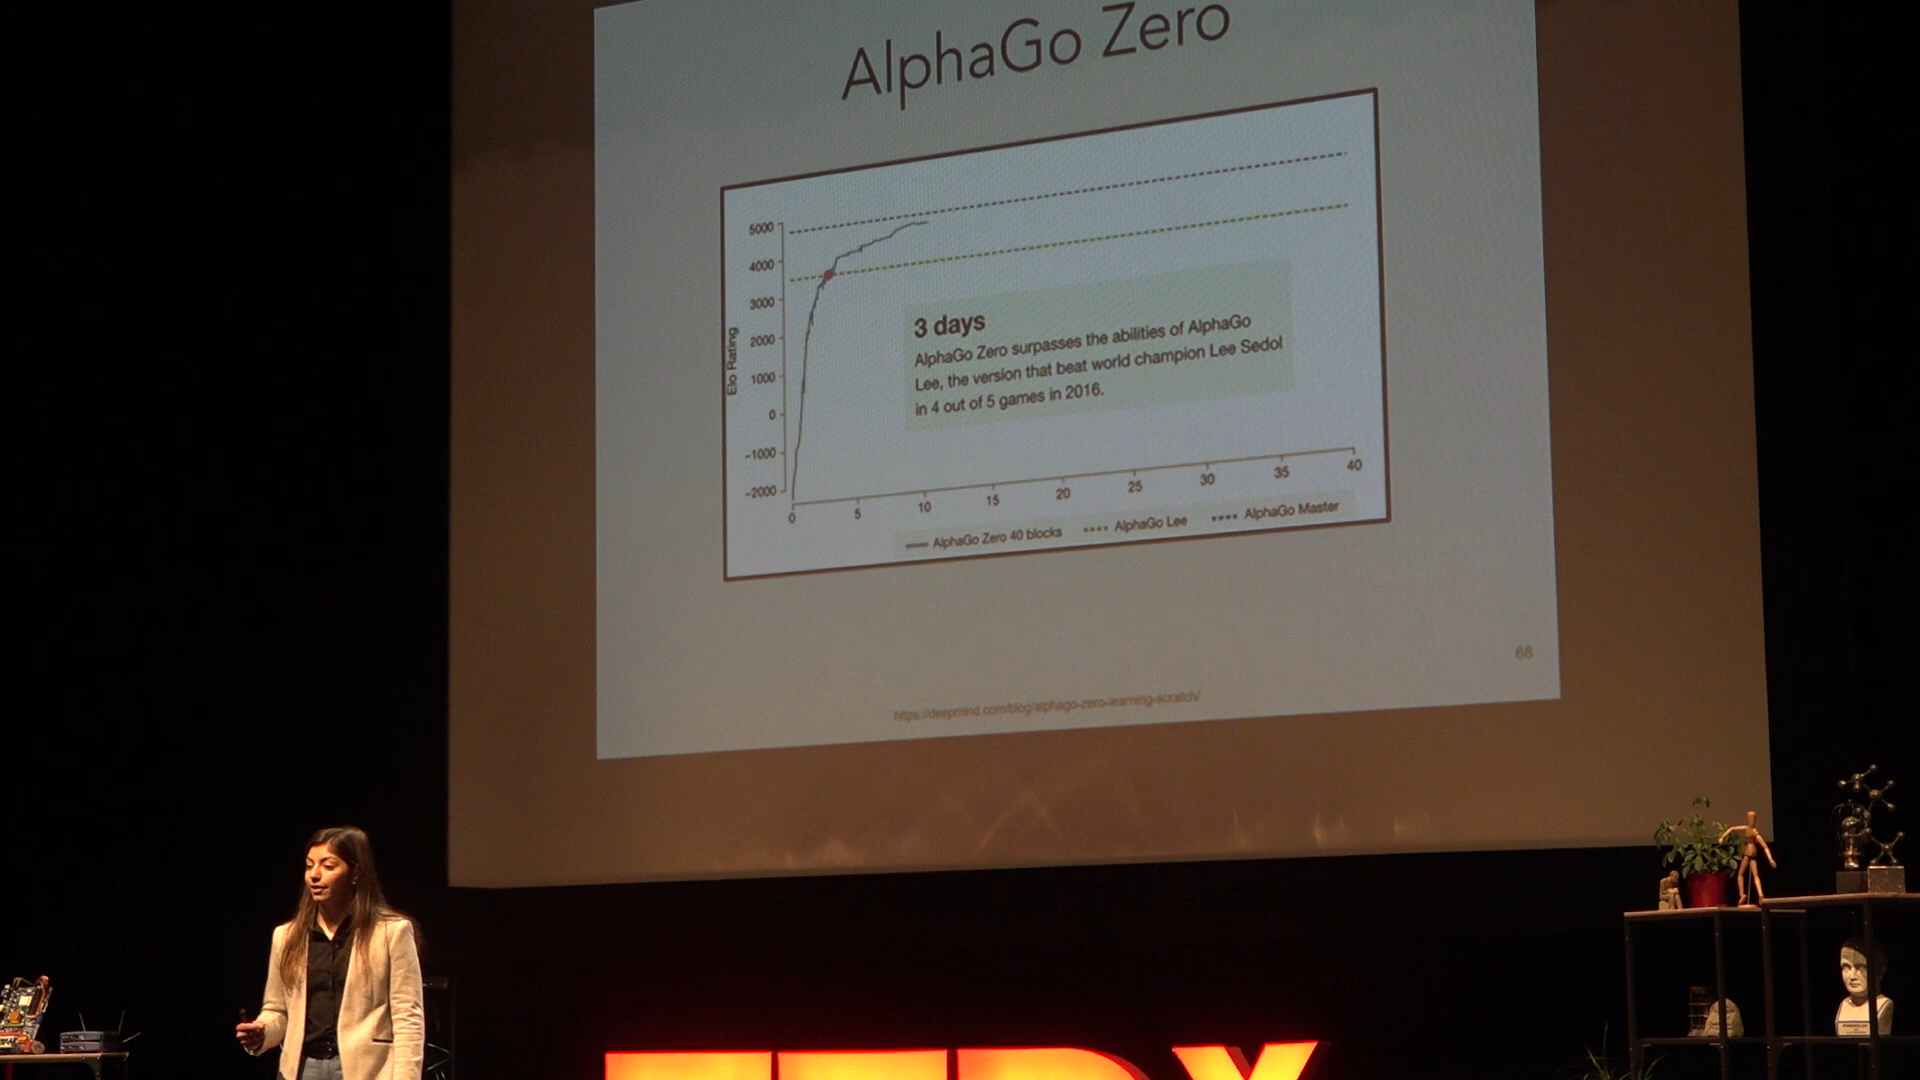 AlphaGo Zero
5000
4000
3000
2000
1000
0
-1000
-2000
Elo Rating
3 days
AlphaGo Zero surpasses the abilities of AlphaGo
Lee, the version that beat world champion Lee Sedol
in 4 out of 5 games in 2016.
0 5 10 15 20 25 30 35 40
AlphaGo Zero 40 blocks AlphaGo Lee AlphaGo Master
68
https://deepmind.com/blog/alphago-zero-learning-scratch/
TEDx